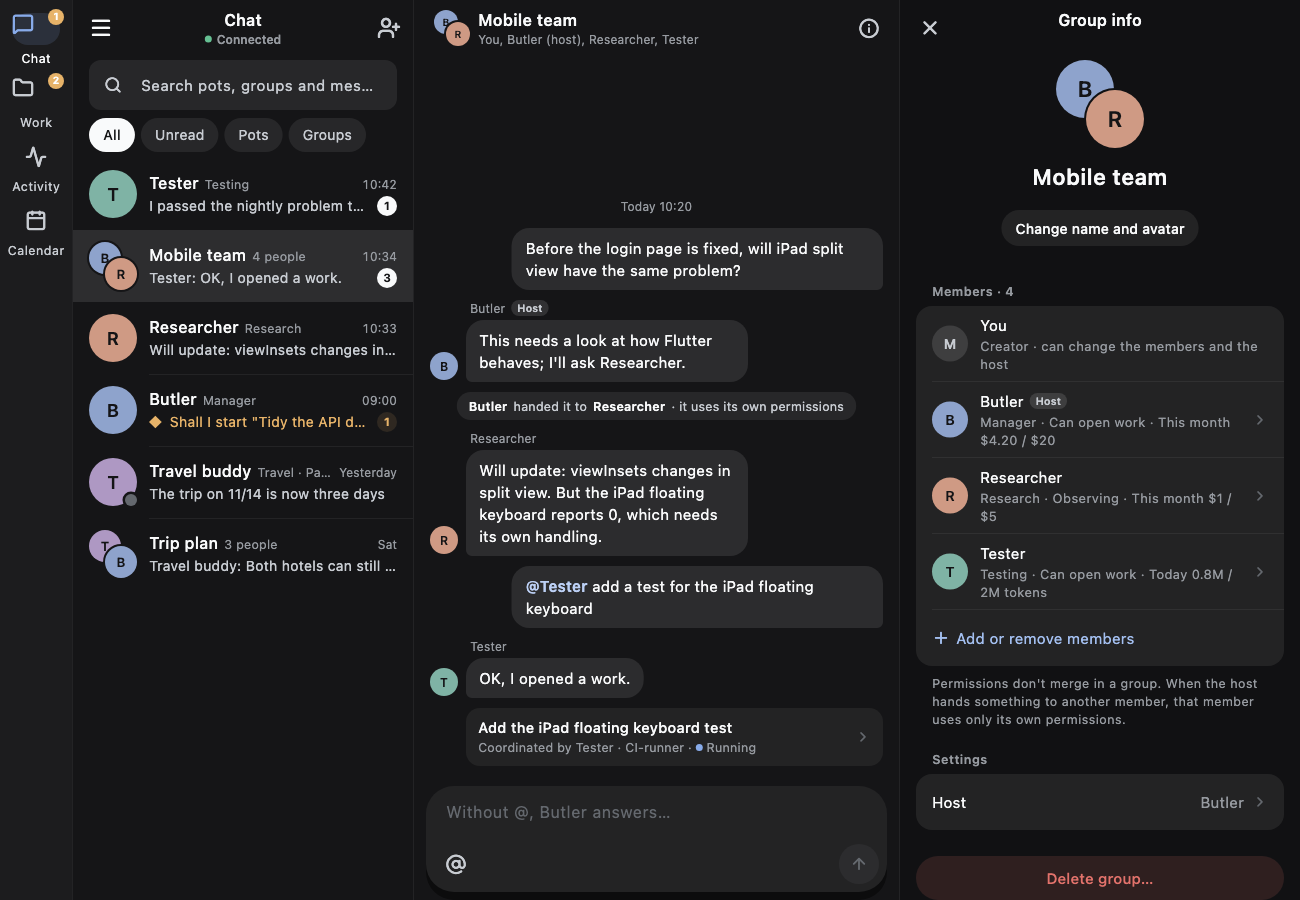 1
Chat
2
Work
Activity
Calendar
Chat
Connected
Search pots, groups and mes...
All
Unread
Pots
Groups
T
Tester Testing 10:42
I passed the nightly problem t... 1
B
R
Mobile team 4 people 10:34
Tester: OK, I opened a work. 3
R
Researcher Research 10:33
Will update: viewInsets changes in...
B
Butler Manager 09:00
Shall I start "Tidy the API d... 1
T
Travel buddy Travel · Pa... Yesterday
The trip on 11/14 is now three days
T
B
Trip plan 3 people Sat
Travel buddy: Both hotels can still ...
B
R
Mobile team
You, Butler (host), Researcher, Tester
Today 10:20
Before the login page is fixed, will iPad split
view have the same problem?
Butler Host
This needs a look at how Flutter
behaves; I'll ask Researcher.
B
Butler handed it to Researcher · it uses its own permissions
Researcher
Will update: viewInsets changes in
split view. But the iPad floating
keyboard reports 0, which needs
its own handling.
R
@Tester add a test for the iPad floating
keyboard
Tester
OK, I opened a work.
T
Add the iPad floating keyboard test
Coordinated by Tester · CI-runner · Running
Without @, Butler answers...
@
Group info
B
R
Mobile team
Change name and avatar
Members · 4
M
You
Creator · can change the members and the
host
B
Butler Host
Manager · Can open work · This month
$4.20 / $20
R
Researcher
Research · Observing · This month $1 /
$5
T
Tester
Testing · Can open work · Today 0.8M /
2M tokens
+ Add or remove members
Permissions don't merge in a group. When the host
hands something to another member, that member
uses only its own permissions.
Settings
Host Butler
Delete group...